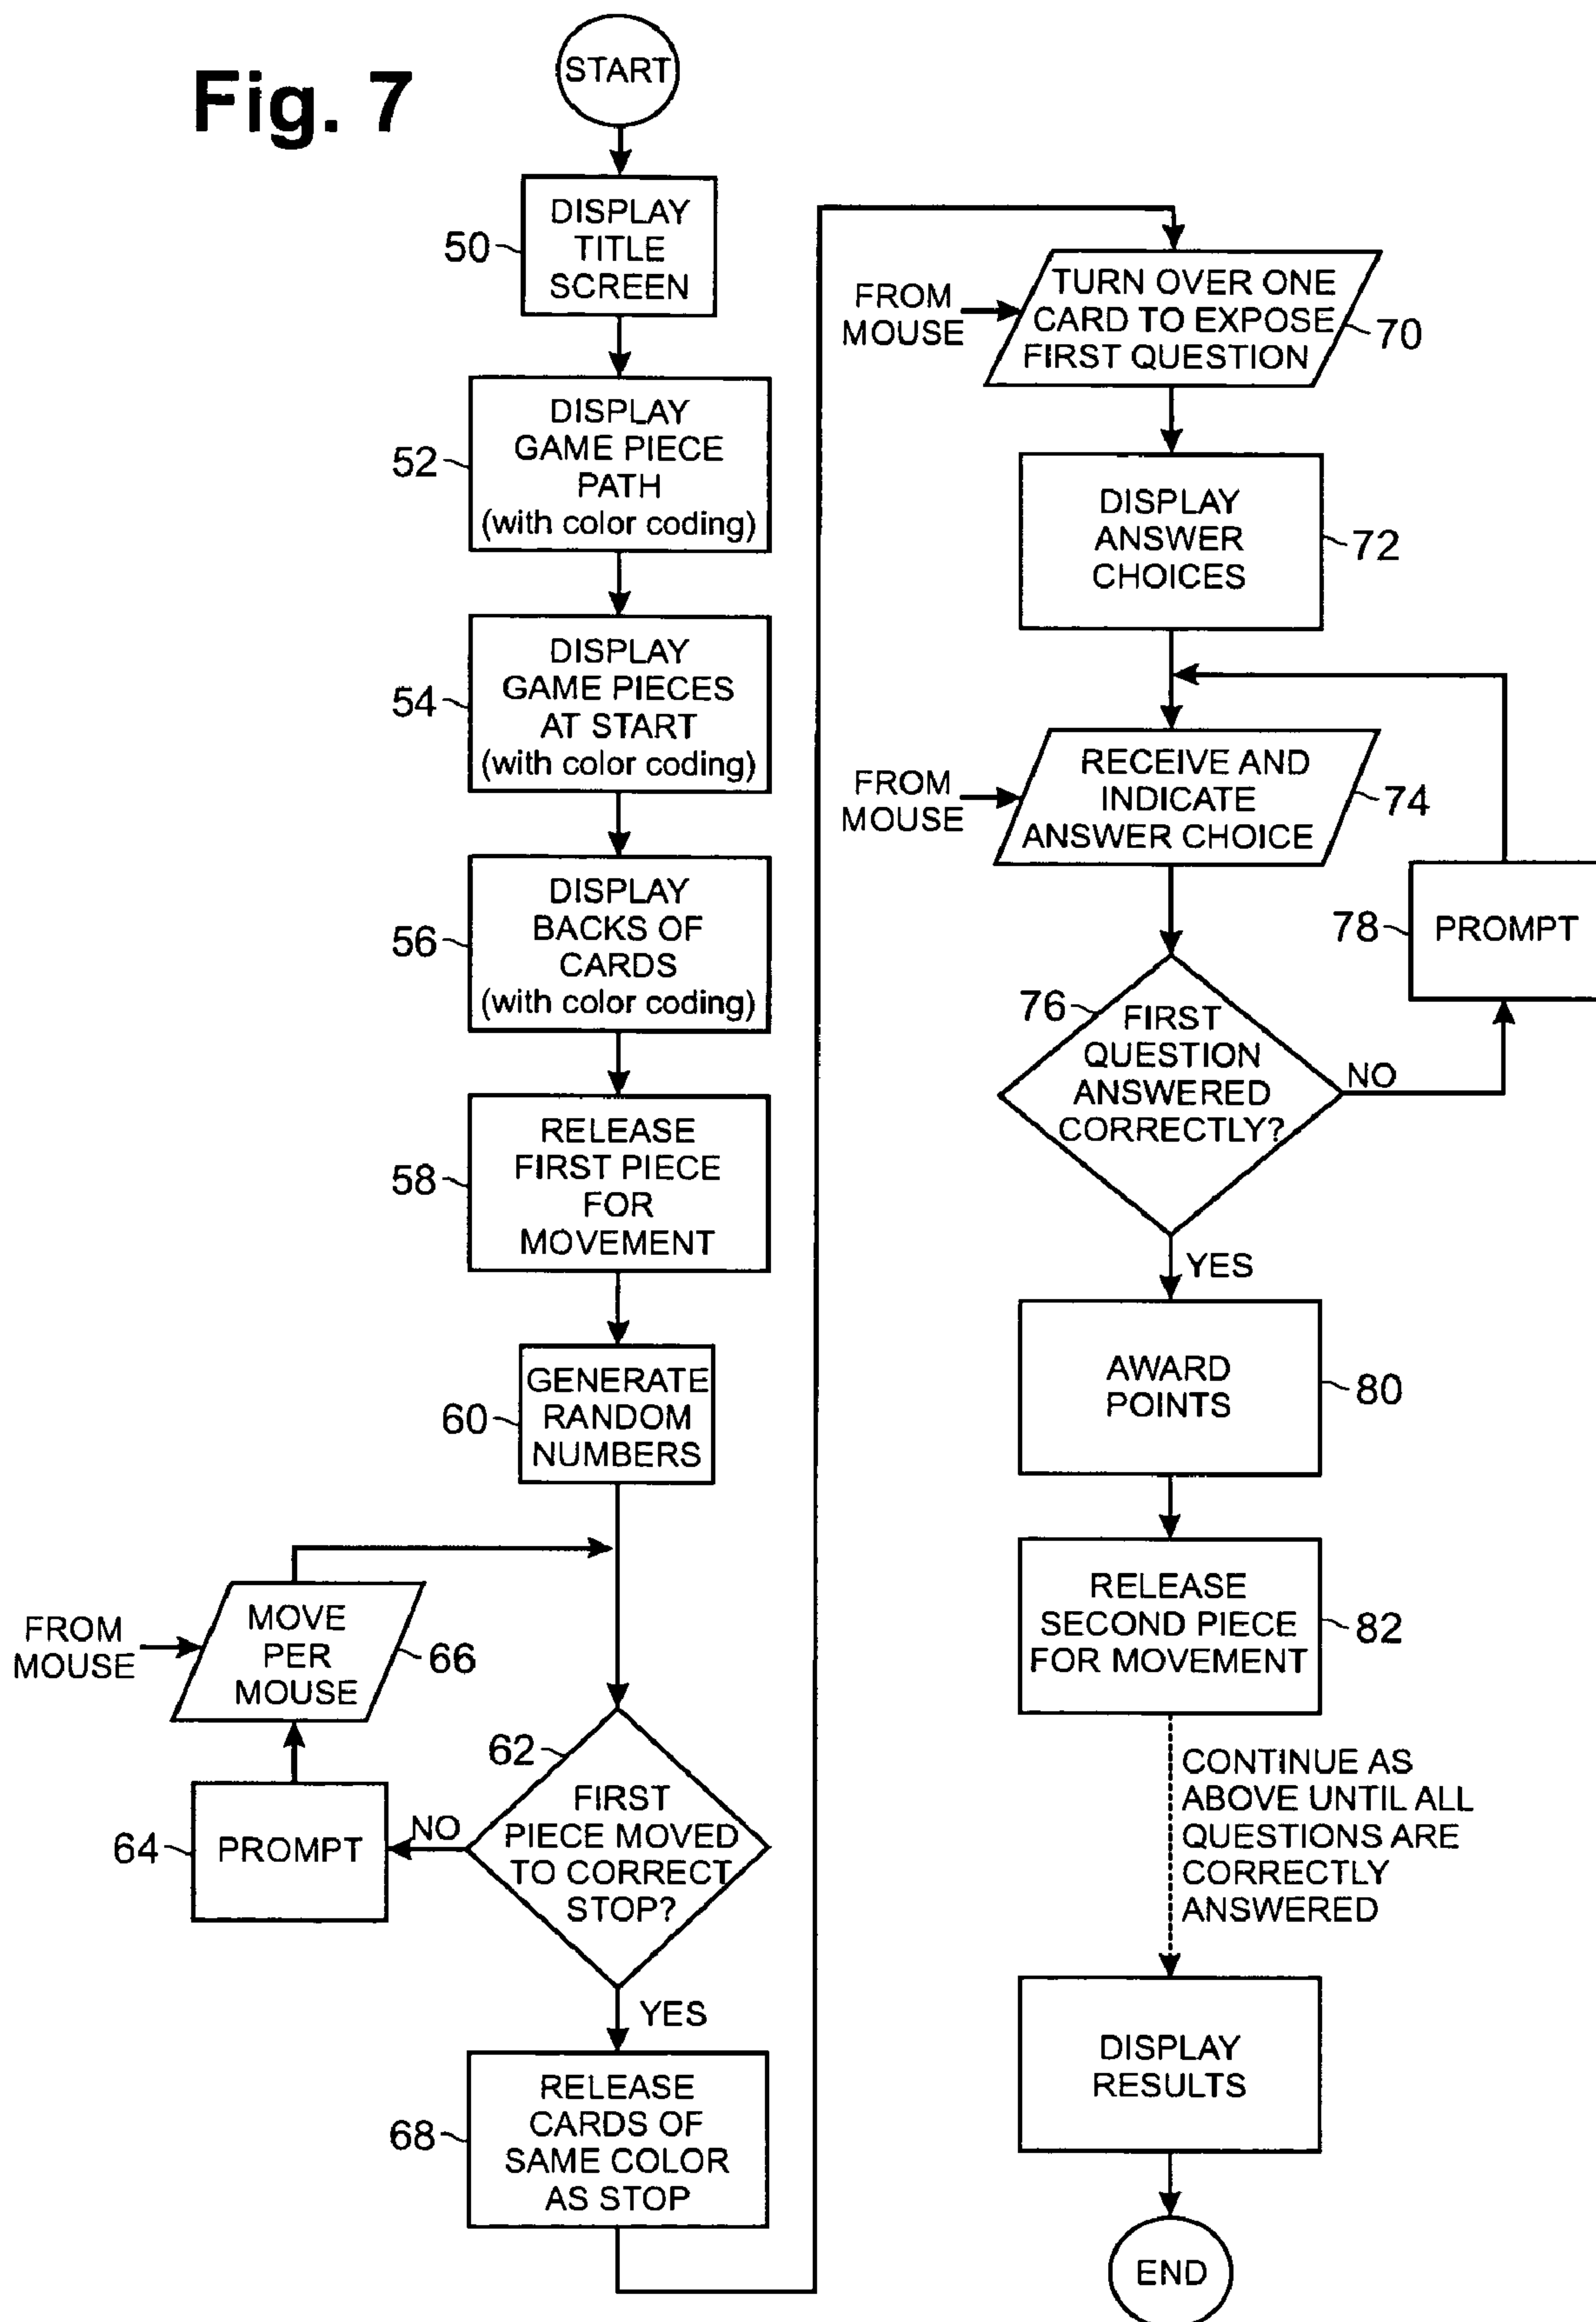 Fig. 7
START
50
DISPLAY
TITLE
SCREEN
52
DISPLAY
GAME PIECE
PATH
(with color coding)
54
DISPLAY
GAME PIECES
AT START
(with color coding)
56
DISPLAY
BACKS OF
CARDS
(with color coding)
58
RELEASE
FIRST PIECE
FOR
MOVEMENT
60
GENERATE
RANDOM
NUMBERS
FROM
MOUSE
MOVE
PER
MOUSE
66
62
FIRST
PIECE MOVED
TO CORRECT
STOP?
NO
64
PROMPT
YES
68
RELEASE
CARDS OF
SAME COLOR
AS STOP
FROM
MOUSE
TURN OVER ONE
CARD TO EXPOSE
FIRST QUESTION
70
DISPLAY
ANSWER
CHOICES
72
FROM
MOUSE
RECEIVE AND
INDICATE
ANSWER CHOICE
74
78
PROMPT
76
FIRST
QUESTION
ANSWERED
CORRECTLY?
NO
YES
AWARD
POINTS
80
RELEASE
SECOND PIECE
FOR MOVEMENT
82
CONTINUE AS
ABOVE UNTIL ALL
QUESTIONS ARE
CORRECTLY
ANSWERED
DISPLAY
RESULTS
END